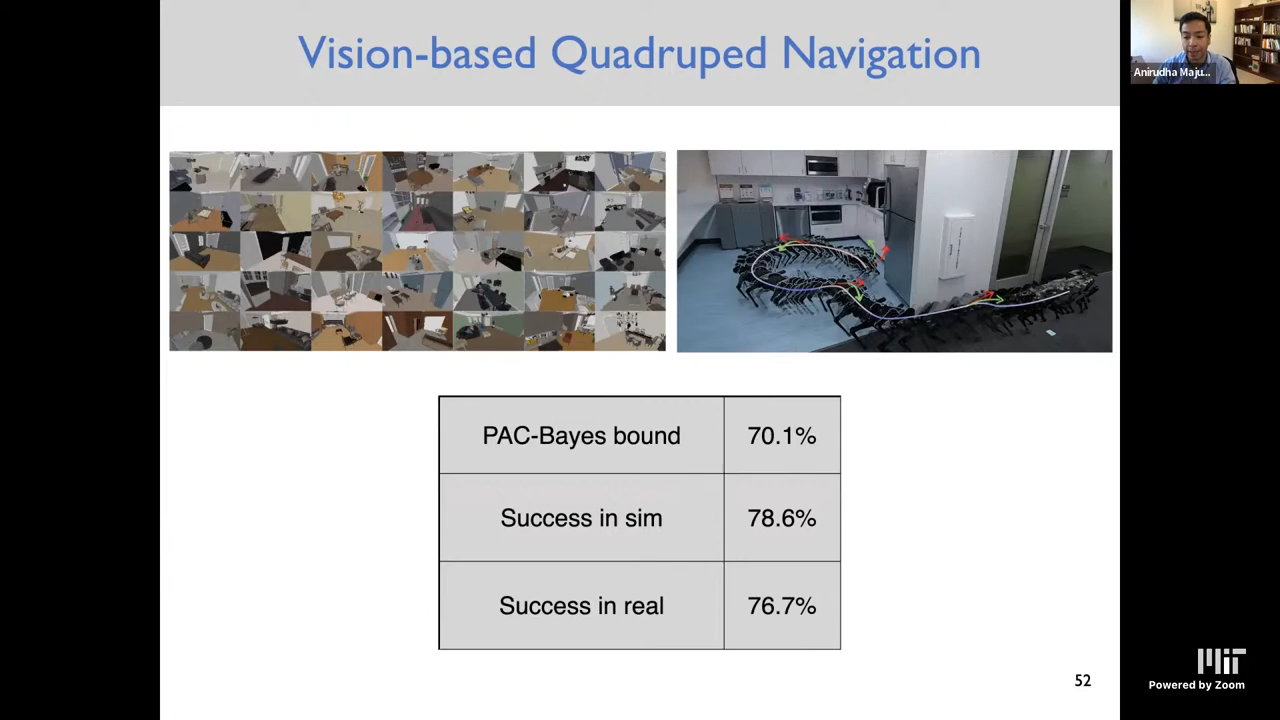 Vision-based Quadruped Navigation
Anirudha Maju...
PAC-Bayes bound 70.1%
Success in sim 78.6%
Success in real 76.7%
52
MIT
Powered by Zoom